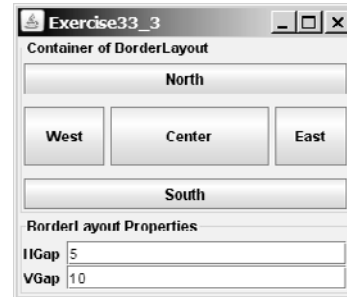 Exercise33_3
Container of BorderLayout
North
West Center East
South
BorderLayout Properties
HGap 5
VGap 10